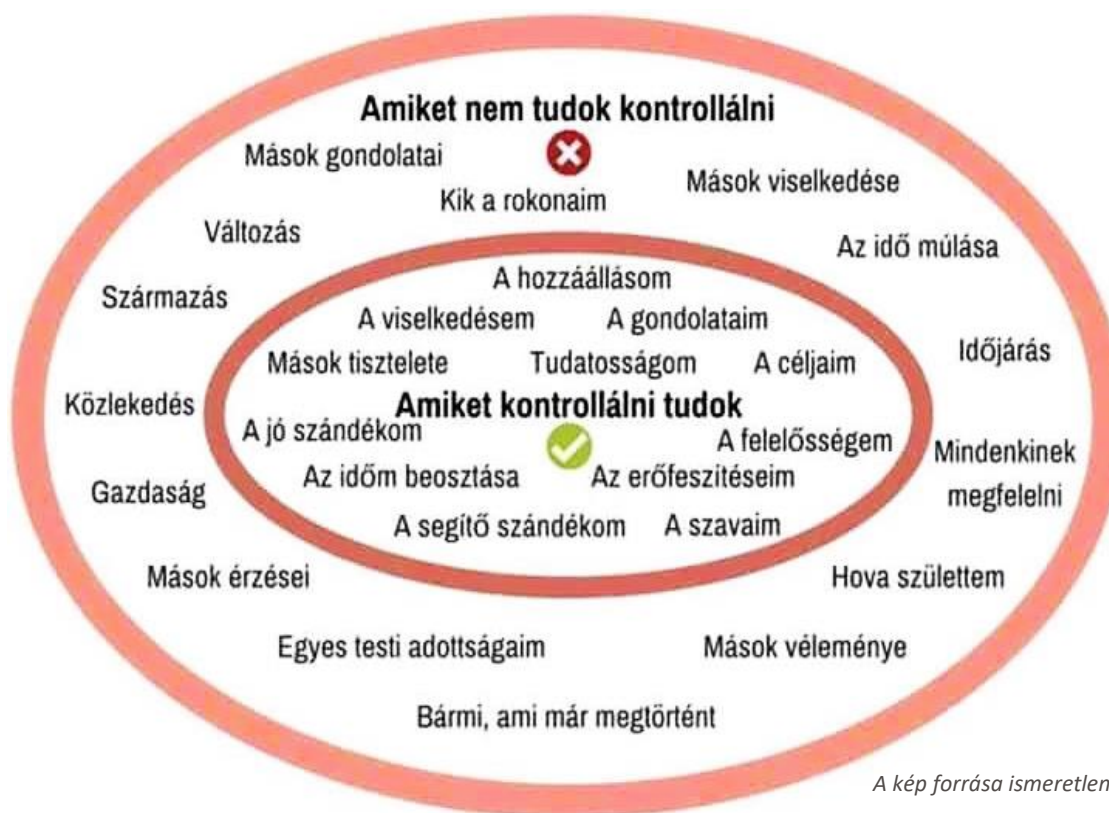 Amiket nem tudok kontrollálni
Mások gondolatai
Kik a rokonaim
Mások viselkedése
Változás
Az idő múlása
Származás
Időjárás
Közlekedés
Mindenkinek
megfelelni
Gazdaság
Mások érzései
Hova születtem
Egyes testi adottságaim
Mások véleménye
Bármi, ami már megtörtént
A hozzáállásom
A viselkedésem
A gondolataim
Mások tisztelete
Tudatosságom
A céljaim
Amiket kontrollálni tudok
A jó szándékom
A felelősségem
Az időm beosztása
Az erőfeszítéseim
A segítő szándékom
A szavaim
A kép forrása ismeretlen